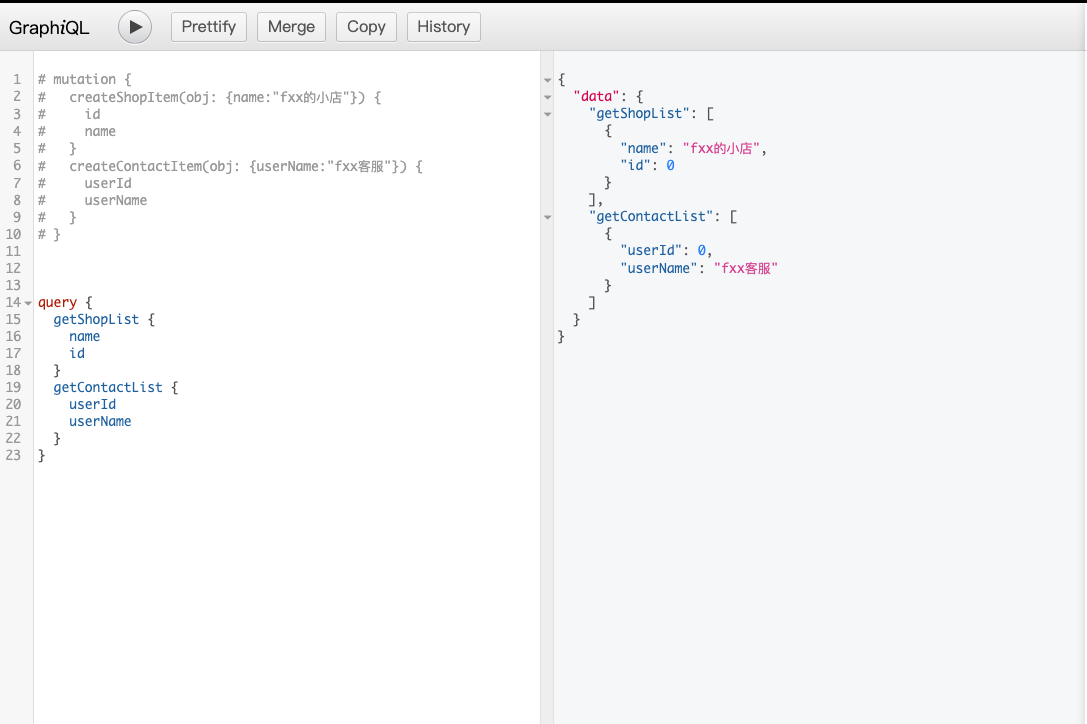 GraphiQL
Prettify Merge Copy History
1 # mutation {
2 #   createShopItem(obj: {name:"fxx的小店"}) {
3 #     id
4 #     name
5 #   }
6 #   createContactItem(obj: {userName:"fxx客服"}) {
7 #     userId
8 #     userName
9 #   }
10 # }
11
12
13
14 query {
15   getShopList {
16     name
17     id
18   }
19   getContactList {
20     userId
21     userName
22   }
23 }
{
  "data": {
    "getShopList": [
      {
        "name": "fxx的小店",
        "id": 0
      }
    ],
    "getContactList": [
      {
        "userId": 0,
        "userName": "fxx客服"
      }
    ]
  }
}